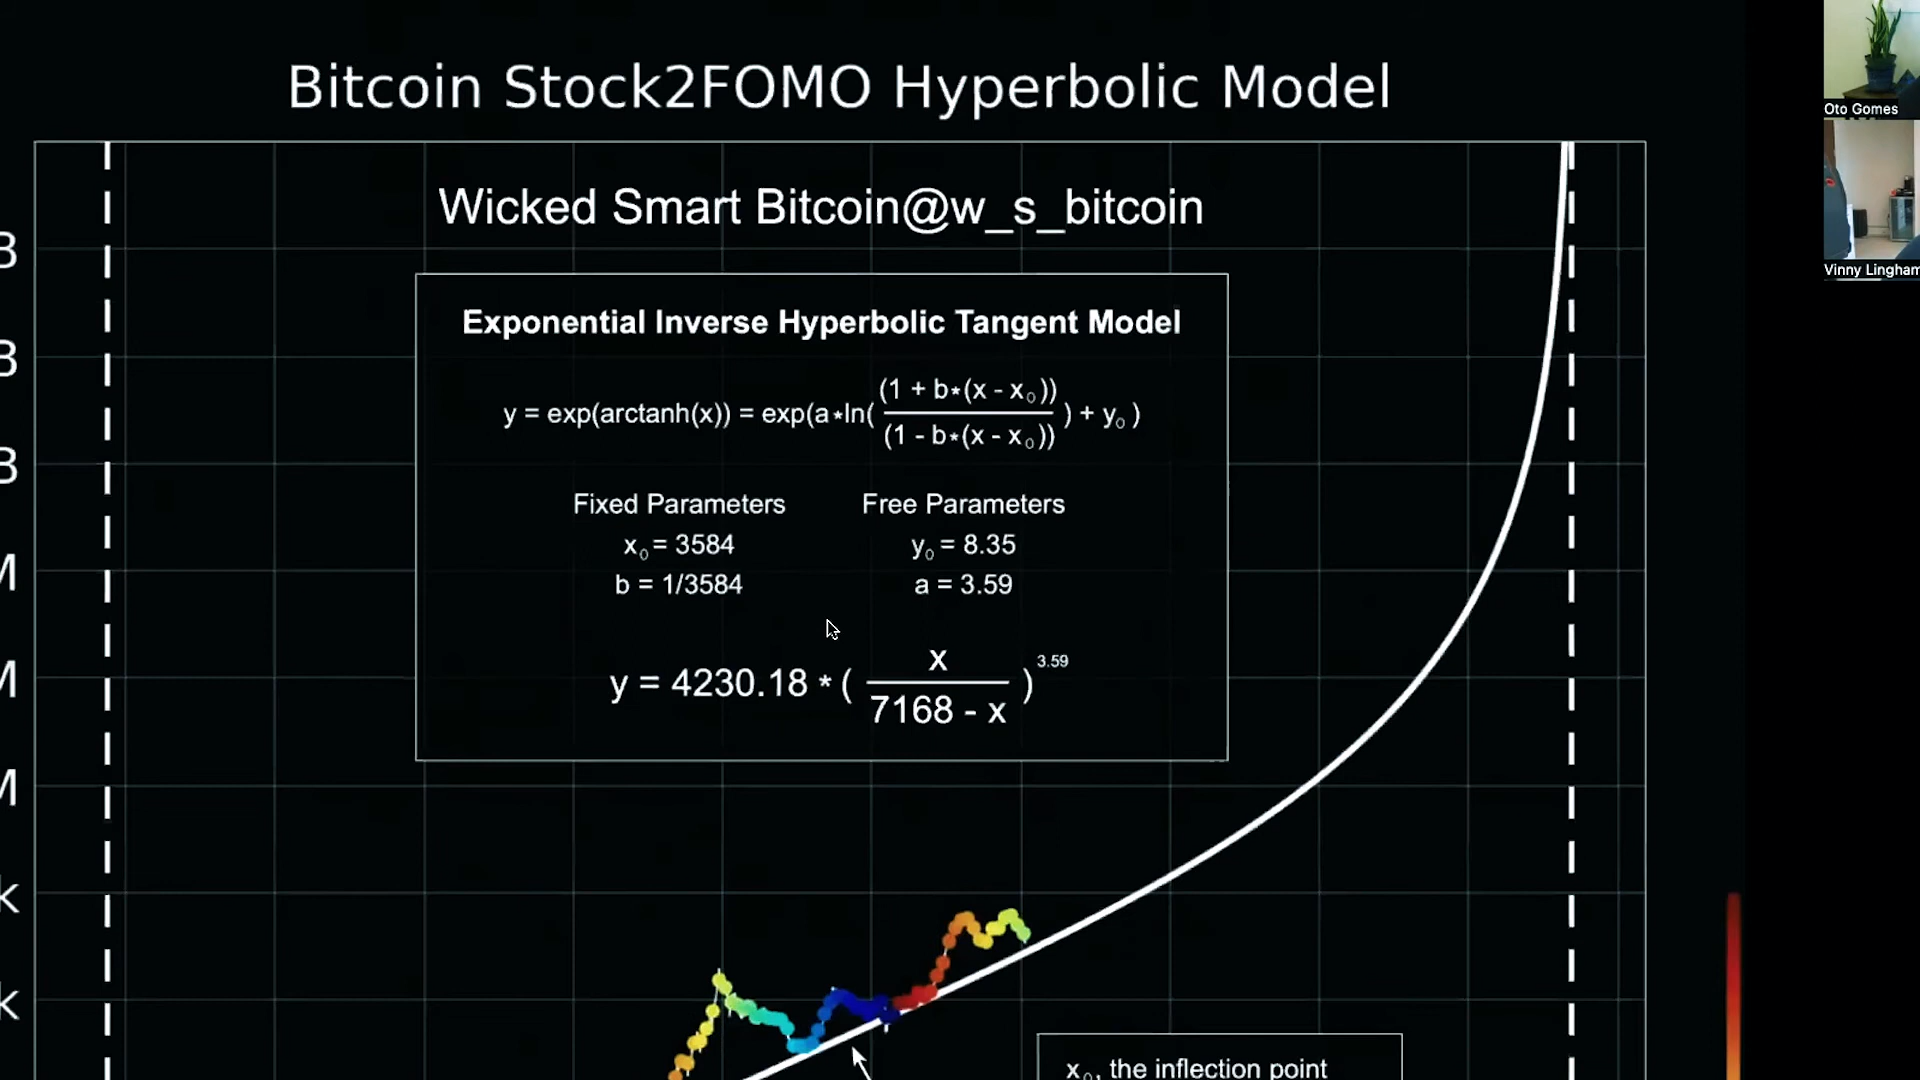 Bitcoin Stock2FOMO Hyperbolic Model
Oto Gomes
Vinny Lingham
Wicked Smart Bitcoin@w_s_bitcoin
Exponential Inverse Hyperbolic Tangent Model
y = exp(arctanh(x)) = exp(a*ln( (1 + b*(x - x₀)) / (1 - b*(x - x₀)) ) + y₀ )
Fixed Parameters
Free Parameters
x₀ = 3584
y₀ = 8.35
b = 1/3584
a = 3.59
y = 4230.18 * ( x / 7168 - x ) 3.59
B
B
B
M
M
M
K
K
x₀, the inflection point